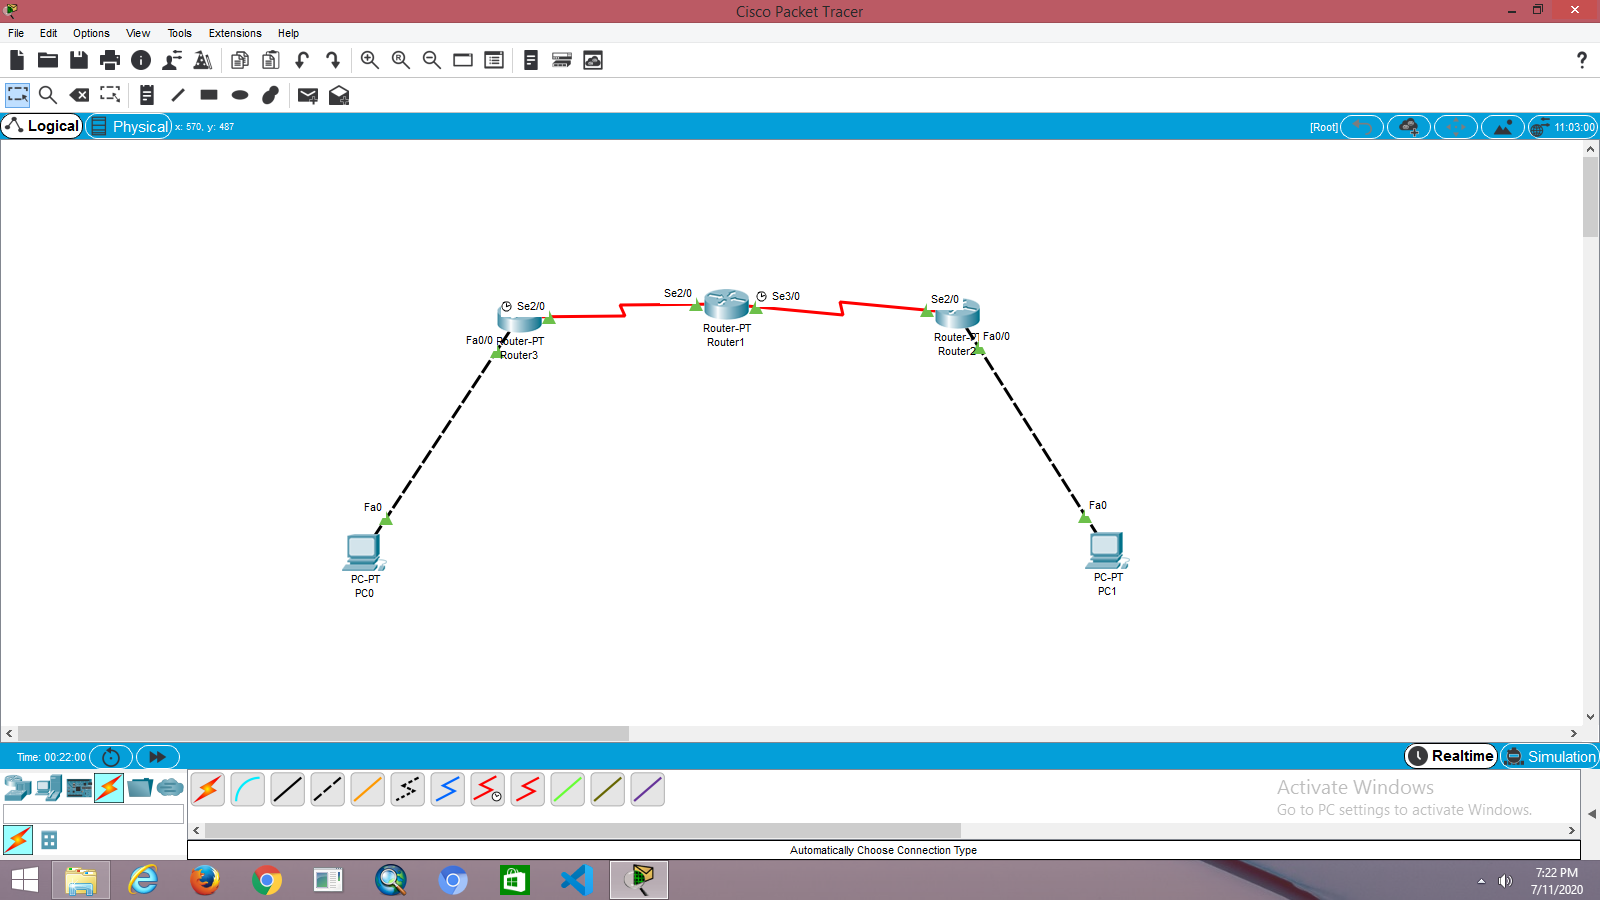 Cisco Packet Tracer
File Edit Options View Tools Extensions Help
Logical Physical x: 570, y: 487 [Root] 11:03:00
Se2/0
Se2/0
Se3/0
Se2/0
Fa0/0
Router-PT
Router3
Router-PT
Router1
Router-PT
Router2
Fa0/0
Fa0
PC-PT
PC0
Fa0
PC-PT
PC1
Time: 00:22:00 Realtime Simulation
Activate Windows
Go to PC settings to activate Windows.
Automatically Choose Connection Type
7:22 PM
7/11/2020